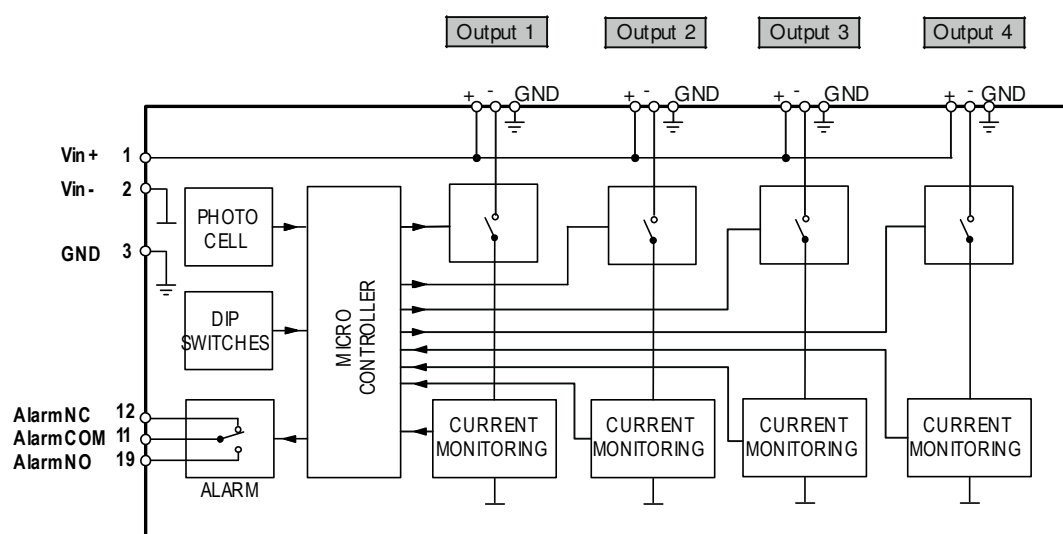 Output 1 Output 2 Output 3 Output 4
+ - GND + - GND + - GND + - GND
Vin+ 1
Vin- 2
GND 3
PHOTO
CELL
DIP
SWITCHES
MICRO
CONTROLLER
AlarmNC 12
AlarmCOM 11
AlarmNO 19
ALARM
CURRENT
MONITORING
CURRENT
MONITORING
CURRENT
MONITORING
CURRENT
MONITORING